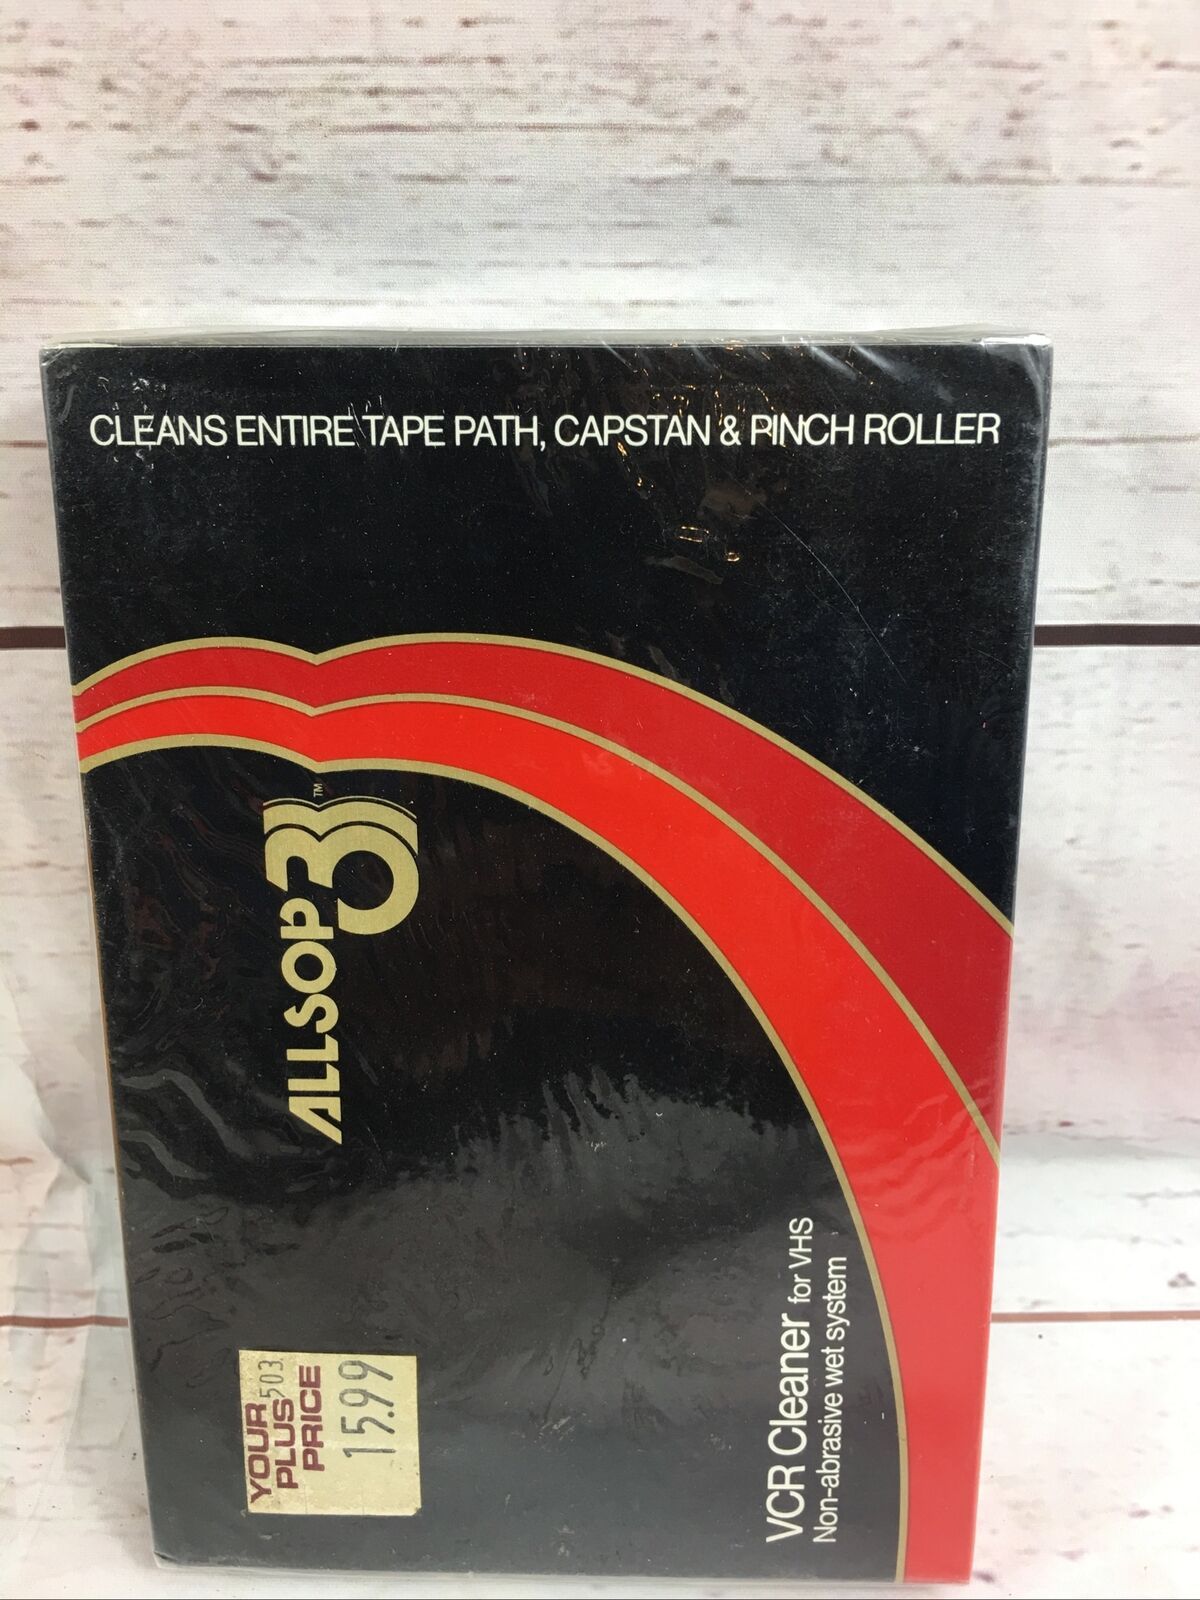 CLEANS ENTIRE TAPE PATH, CAPSTAN & PINCH ROLLER
ALLSOP 3™
VCR Cleaner for VHS
Non-abrasive wet system
YOUR
PLUS 503
PRICE
15.99